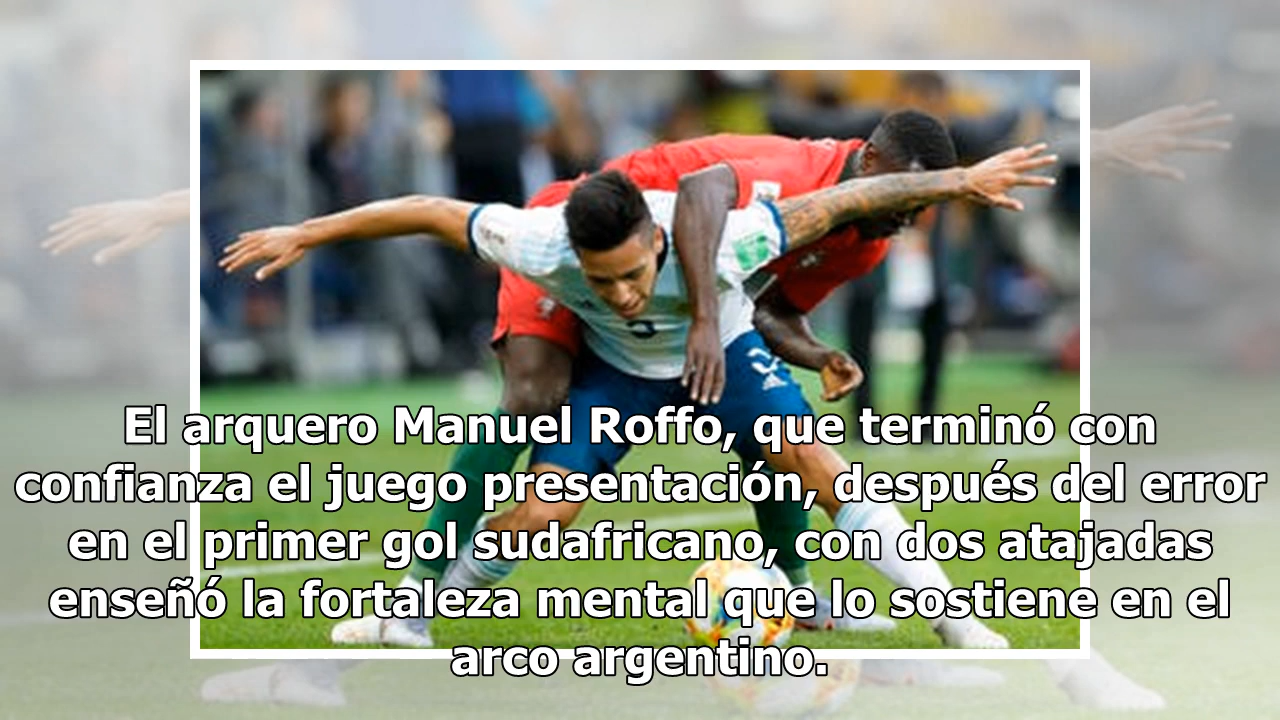 El arquero Manuel Roffo, que terminó con
confianza el juego presentación, después del error
en el primer gol sudafricano, con dos atajadas
enseñó la fortaleza mental que lo sostiene en el
arco argentino.